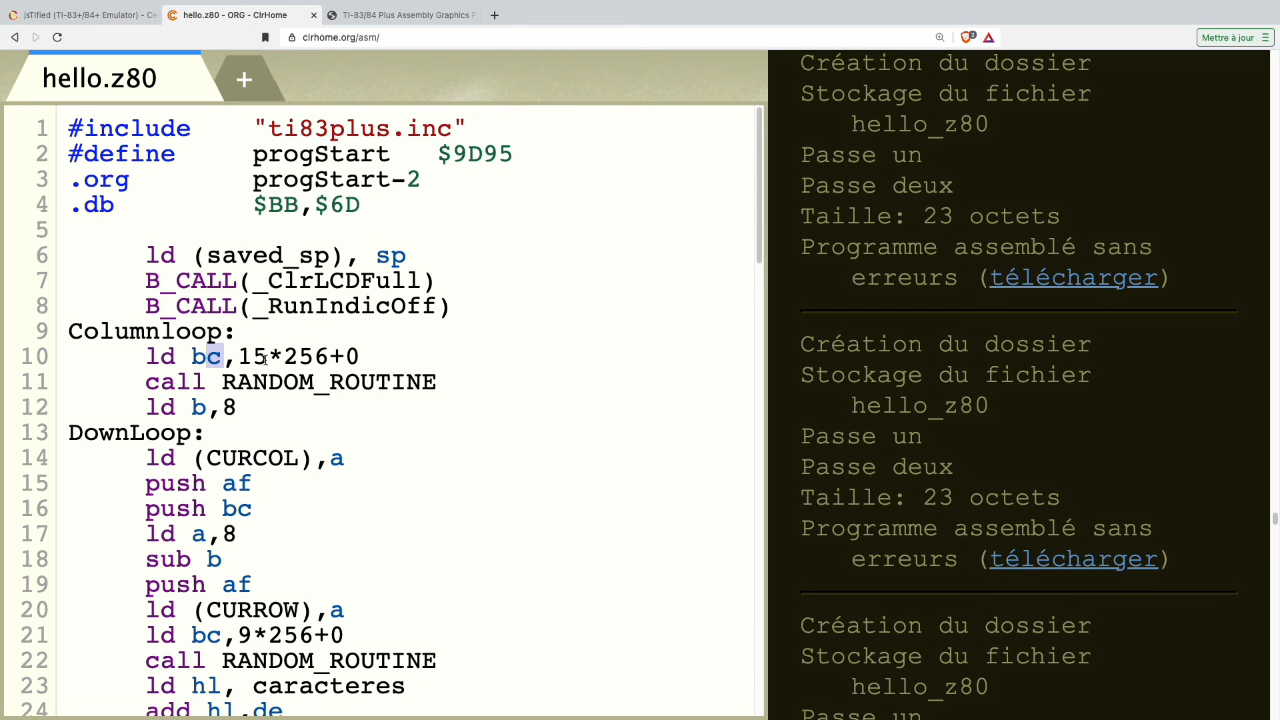 jsTified (TI-83+/84+ Emulator) - Ce
hello.z80 - ORG - ClrHome
TI-83/84 Plus Assembly Graphics P
clrhome.org/asm/
Mettre à jour
hello.z80
1 #include "ti83plus.inc"
2 #define progStart $9D95
3 .org progStart-2
4 .db $BB,$6D
5
6 ld (saved_sp), sp
7 B_CALL(_ClrLCDFull)
8 B_CALL(_RunIndicOff)
9 Columnloop:
10 ld bc,15*256+0
11 call RANDOM_ROUTINE
12 ld b,8
13 DownLoop:
14 ld (CURCOL),a
15 push af
16 push bc
17 ld a,8
18 sub b
19 push af
20 ld (CURROW),a
21 ld bc,9*256+0
22 call RANDOM_ROUTINE
23 ld hl, caracteres
24 add hl,de
Création du dossier
Stockage du fichier
hello_z80
Passe un
Passe deux
Taille: 23 octets
Programme assemblé sans
erreurs (télécharger)
Création du dossier
Stockage du fichier
hello_z80
Passe un
Passe deux
Taille: 23 octets
Programme assemblé sans
erreurs (télécharger)
Création du dossier
Stockage du fichier
hello_z80
Passe un